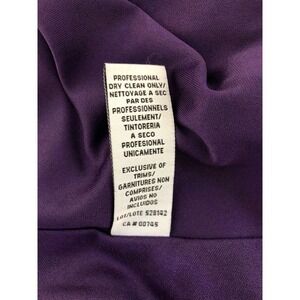 PROFESSIONAL
DRY CLEAN ONLY/
NETTOYAGE A SEC
PAR DES
PROFESSIONNELS
SEULEMENT/
TINTORERIA
A SECO
PROFESIONAL
UNICAMENTE
EXCLUSIVE OF
TRIMS/
GARNITURES NON
COMPRISES/
AVIOS NO
INCLUIDOS
LOT/LOTE 528142
CA # 00745